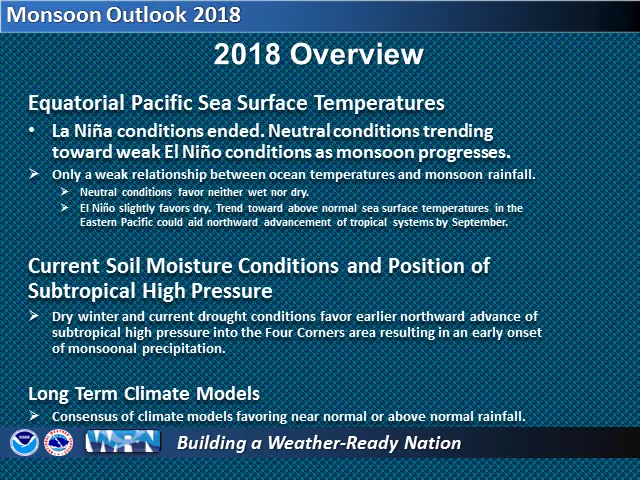 Monsoon Outlook 2018
2018 Overview
Equatorial Pacific Sea Surface Temperatures
• La Niña conditions ended. Neutral conditions trending
toward weak El Niño conditions as monsoon progresses.
➢ Only a weak relationship between ocean temperatures and monsoon rainfall.
➢ Neutral conditions favor neither wet nor dry.
➢ El Niño slightly favors dry. Trend toward above normal sea surface temperatures in the
Eastern Pacific could aid northward advancement of tropical systems by September.
Current Soil Moisture Conditions and Position of
Subtropical High Pressure
➢ Dry winter and current drought conditions favor earlier northward advance of
subtropical high pressure into the Four Corners area resulting in an early onset
of monsoonal precipitation.
Long Term Climate Models
➢ Consensus of climate models favoring near normal or above normal rainfall.
WRN
Building a Weather-Ready Nation